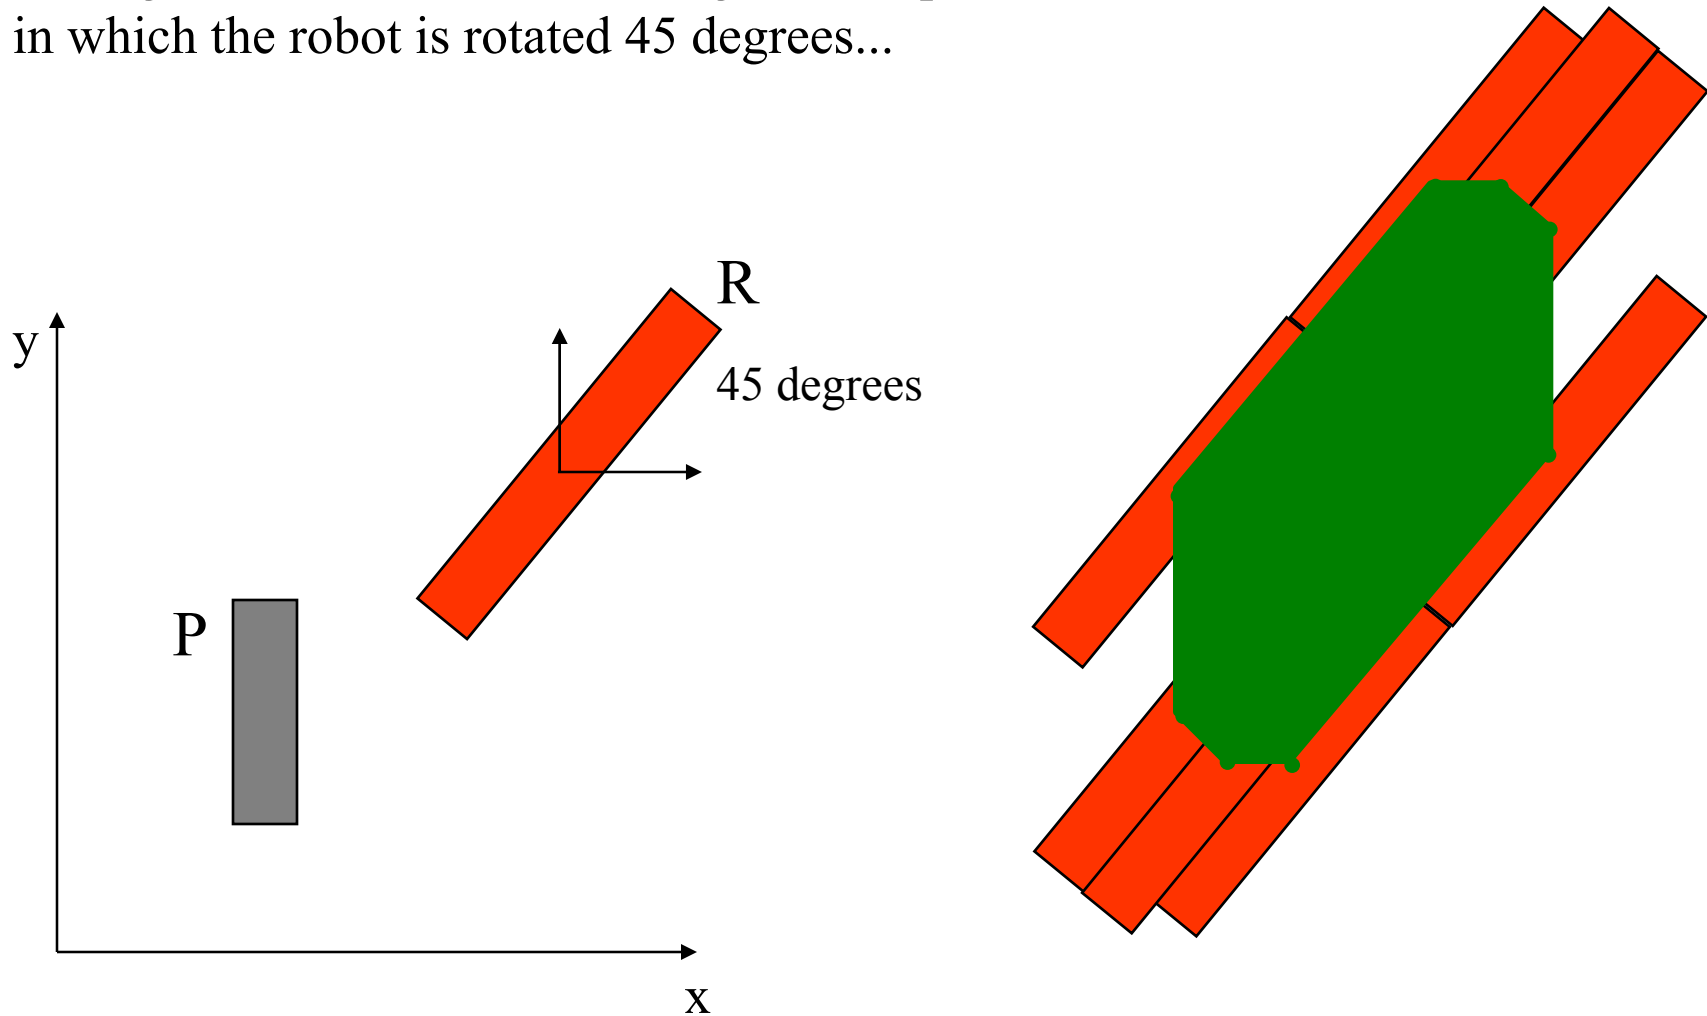 in which the robot is rotated 45 degrees...
R
y
45 degrees
P
x